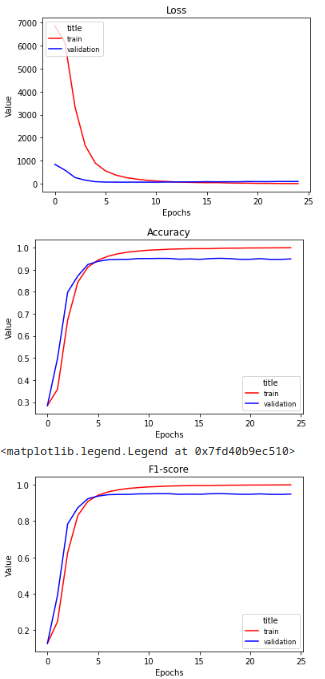 Loss
7000
6000
5000
4000
3000
2000
1000
0
title
train
validation
Value
0 5 10 15 20 25
Epochs
Accuracy
1.0
0.9
0.8
0.7
0.6
0.5
0.4
0.3
Value
title
train
validation
0 5 10 15 20 25
Epochs
<matplotlib.legend.Legend at 0x7fd40b9ec510>
F1-score
1.0
0.8
0.6
0.4
0.2
Value
title
train
validation
0 5 10 15 20 25
Epochs